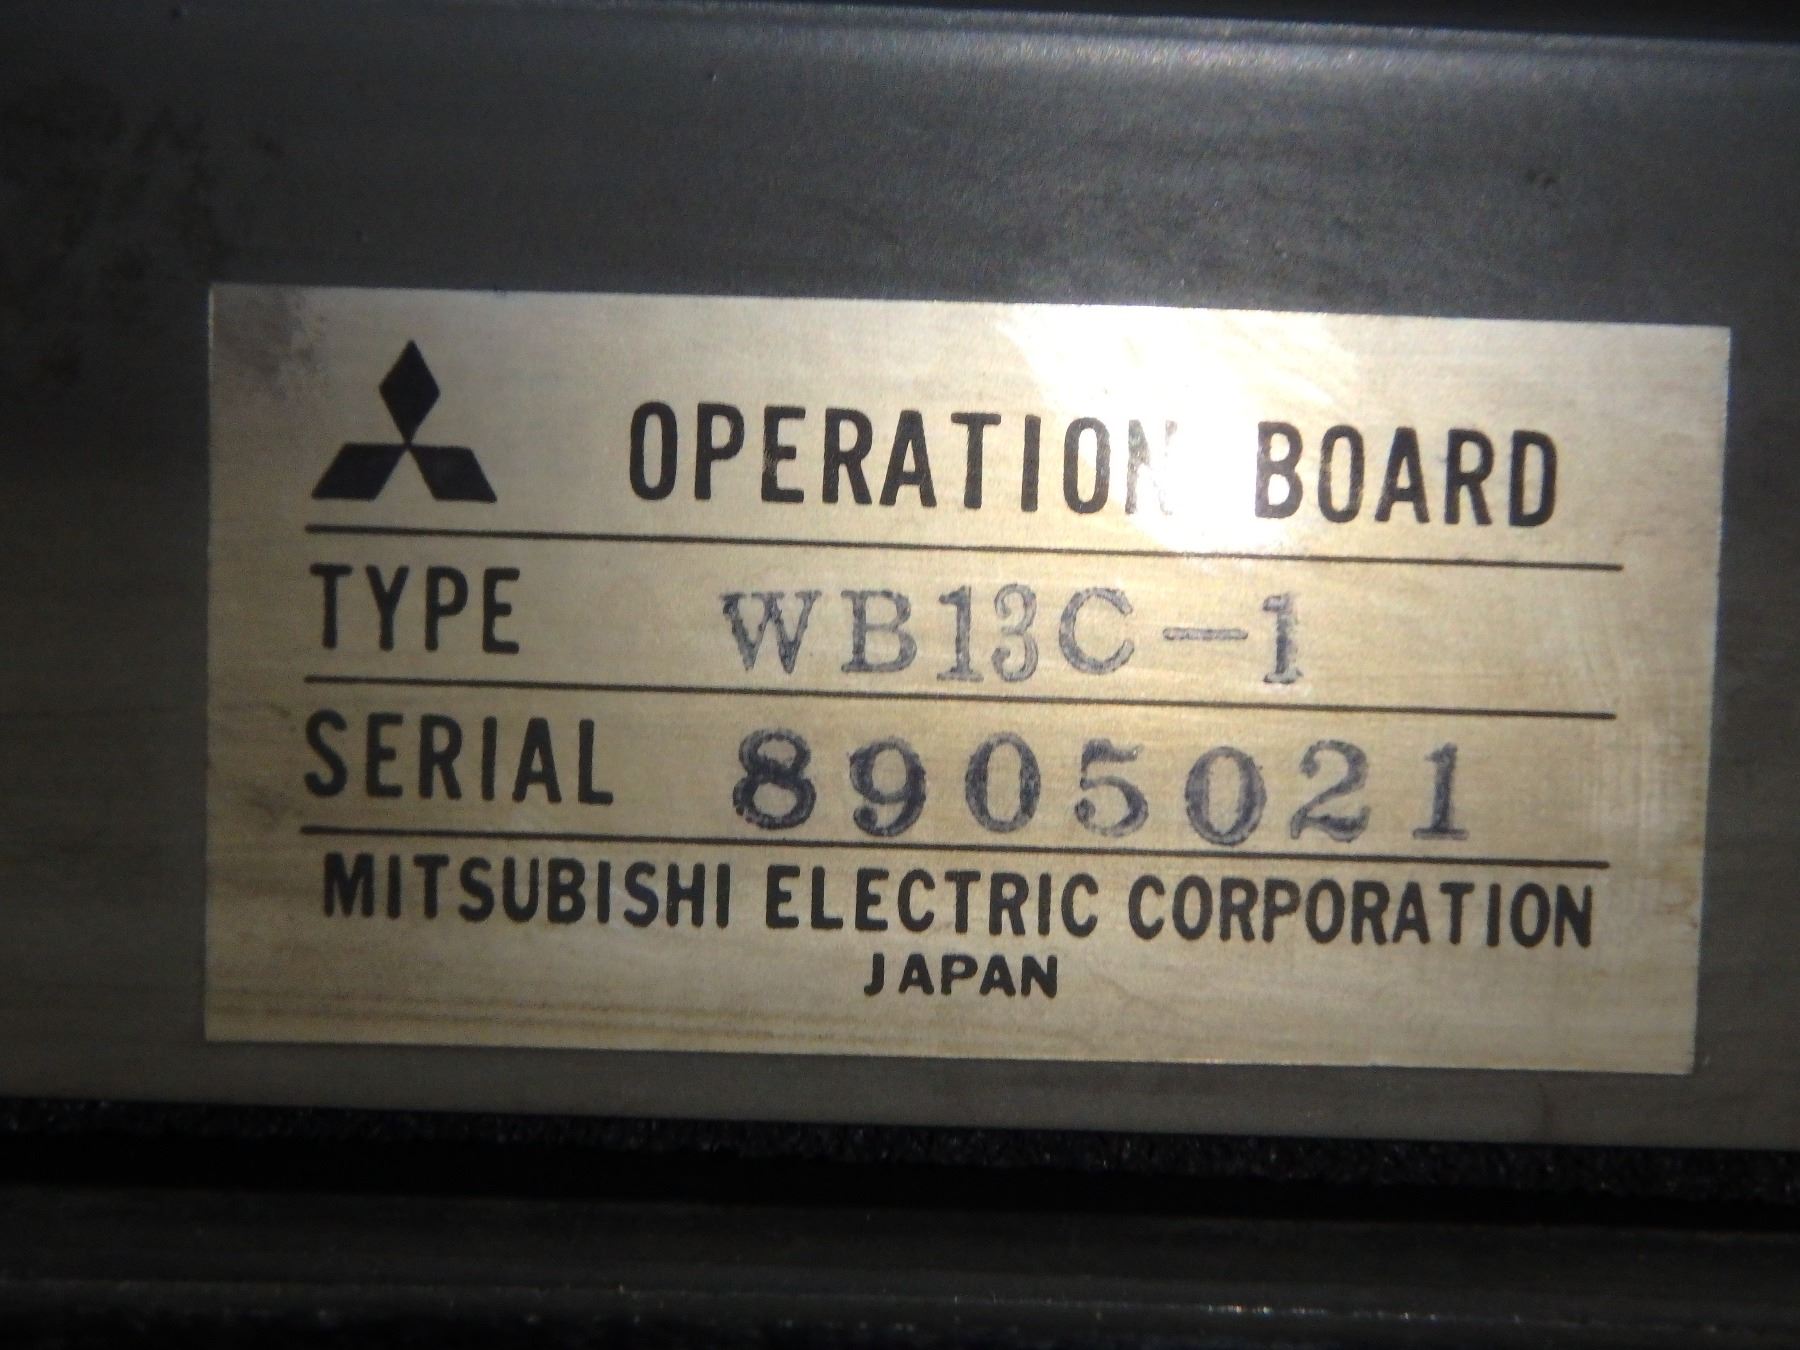 OPERATION BOARD
TYPE WB13C-1
SERIAL 8905021
MITSUBISHI ELECTRIC CORPORATION
JAPAN